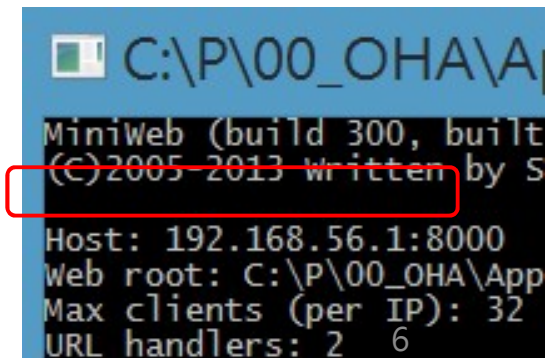 C:\P\00_OHA\Ap
MiniWeb (build 300, built
(C)2005-2013 Written by S
Host: 192.168.56.1:8000
Web root: C:\P\00_OHA\App
Max clients (per IP): 32
URL handlers: 2
6